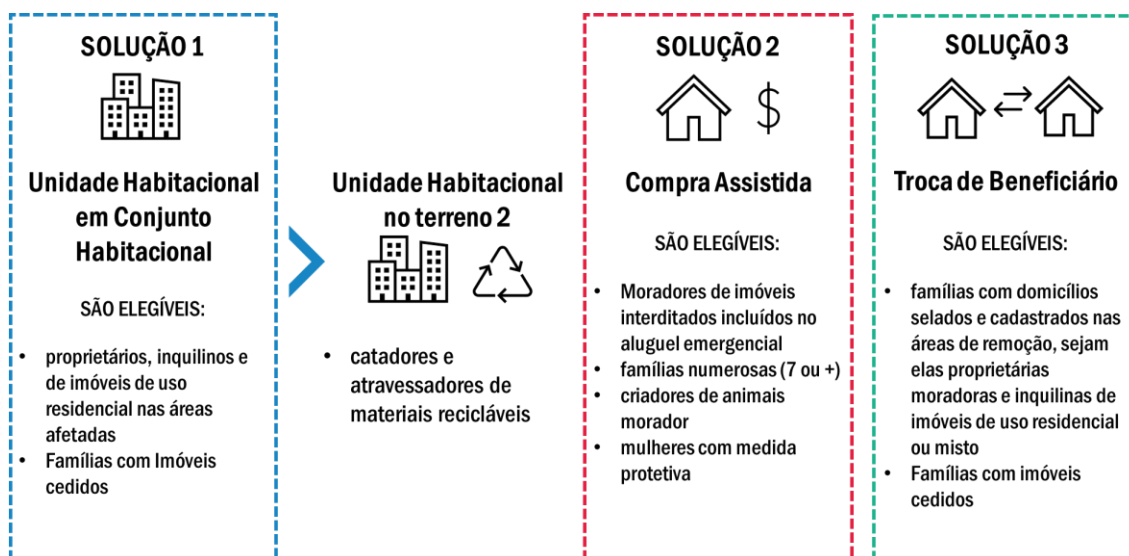 SOLUÇÃO 1
Unidade Habitacional
em Conjunto
Habitacional
SÃO ELEGÍVEIS:
• proprietários, inquilinos e
de imóveis de uso
residencial nas áreas
afetadas
• Famílias com Imóveis
cedidos
Unidade Habitacional
no terreno 2
• catadores e
atravessadores de
materiais recicláveis
SOLUÇÃO 2
$
Compra Assistida
SÃO ELEGÍVEIS:
• Moradores de imóveis
interditados incluídos no
aluguel emergencial
• famílias numerosas (7 ou +)
• criadores de animais
morador
• mulheres com medida
protetiva
SOLUÇÃO 3
Troca de Beneficiário
SÃO ELEGÍVEIS:
• famílias com domicílios
selados e cadastrados nas
áreas de remoção, sejam
elas proprietárias
moradoras e inquilinas de
imóveis de uso residencial
ou misto
• Famílias com imóveis
cedidos